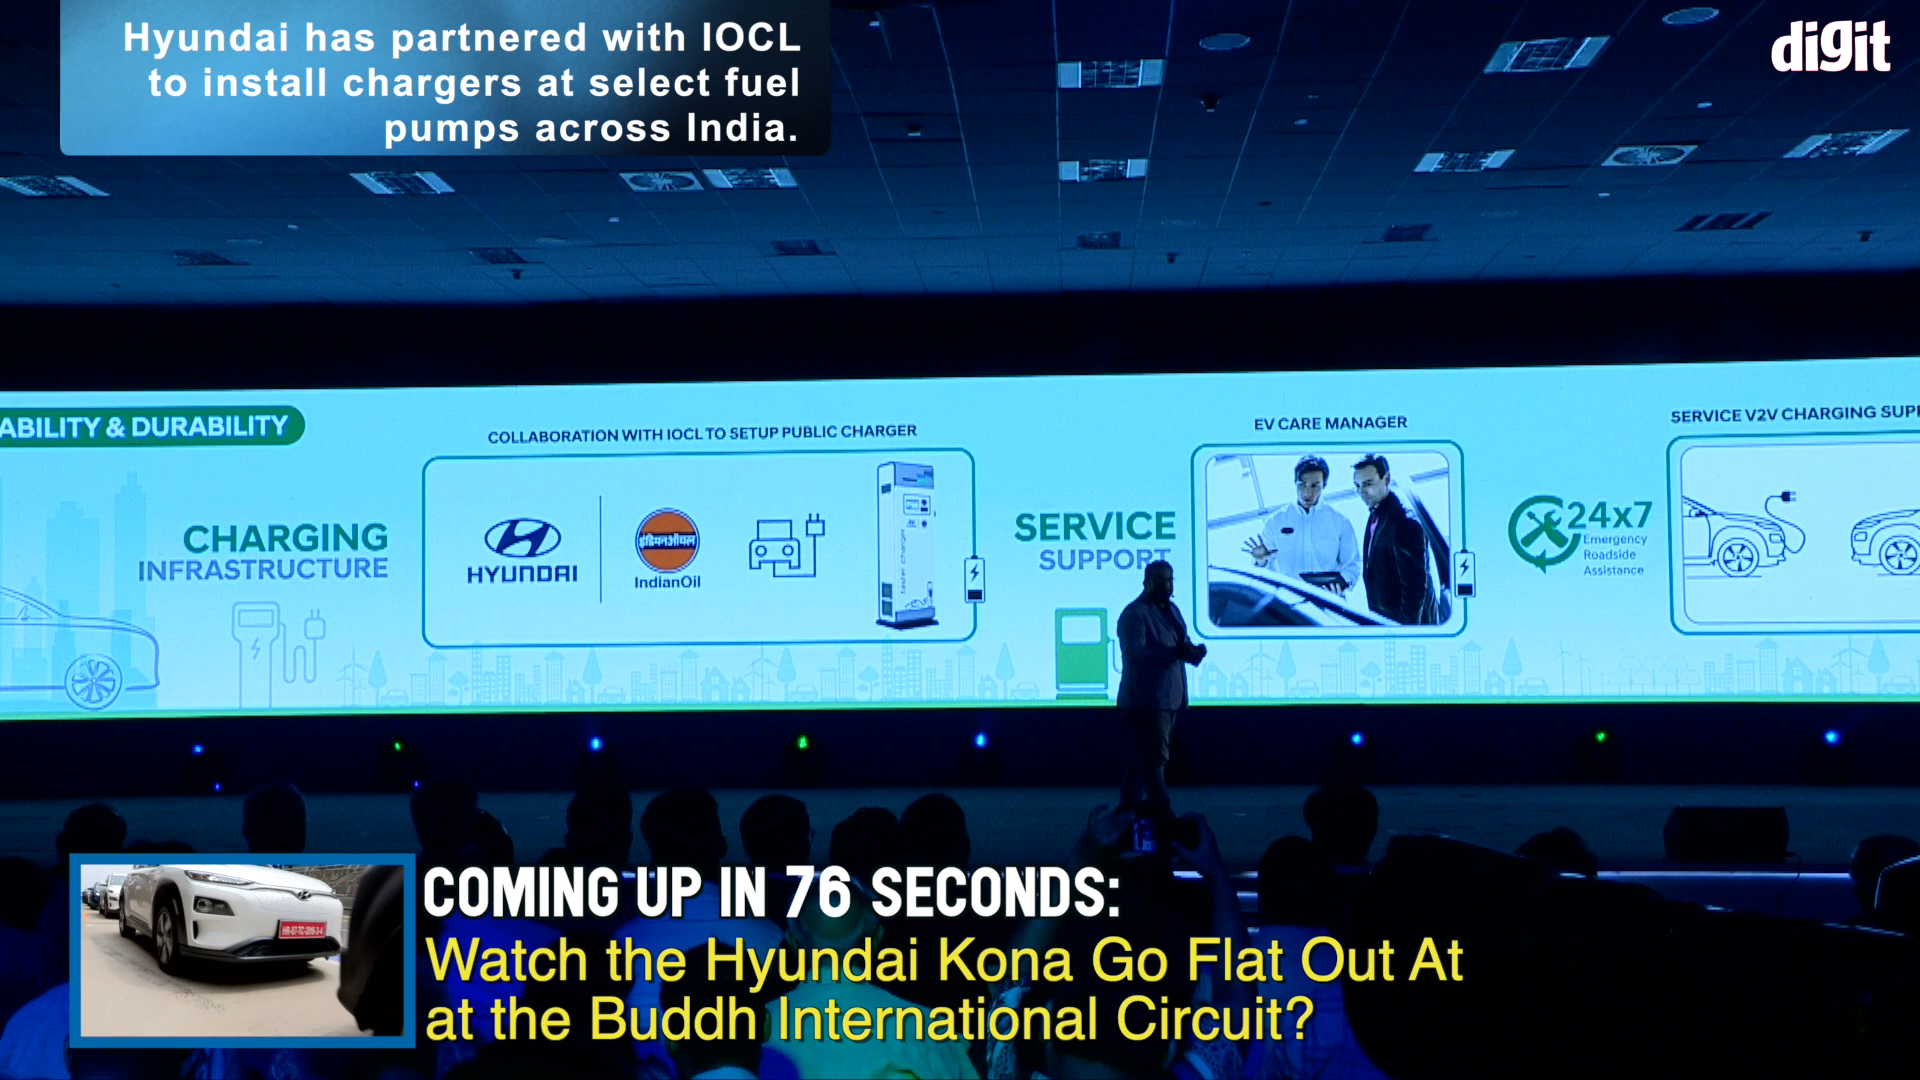 Hyundai has partnered with IOCL
to install chargers at select fuel
pumps across India.
digit
ABILITY & DURABILITY
CHARGING
INFRASTRUCTURE
COLLABORATION WITH IOCL TO SETUP PUBLIC CHARGER
HYUNDAI
इंडियनऑयल
IndianOil
SERVICE
SUPPORT
EV CARE MANAGER
24x7
Emergency
Roadside
Assistance
SERVICE V2V CHARGING SUPP
COMING UP IN 76 SECONDS:
Watch the Hyundai Kona Go Flat Out At
at the Buddh International Circuit?